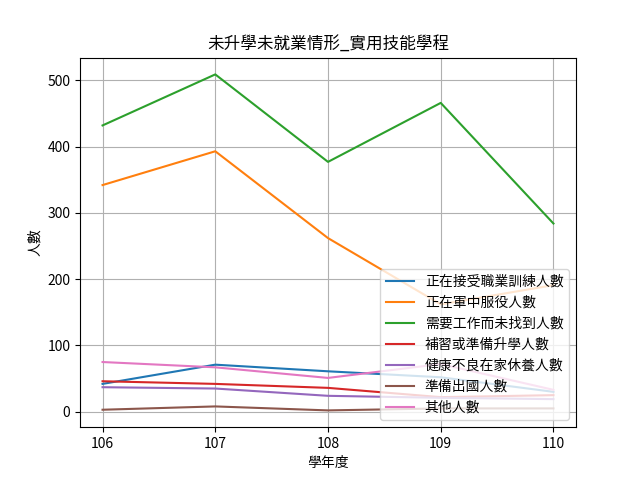 未升學未就業情形_實用技能學程
人數
500
400
300
200
100
0
106 107 108 109 110
學年度
正在接受職業訓練人數
正在軍中服役人數
需要工作而未找到人數
補習或準備升學人數
健康不良在家休養人數
準備出國人數
其他人數